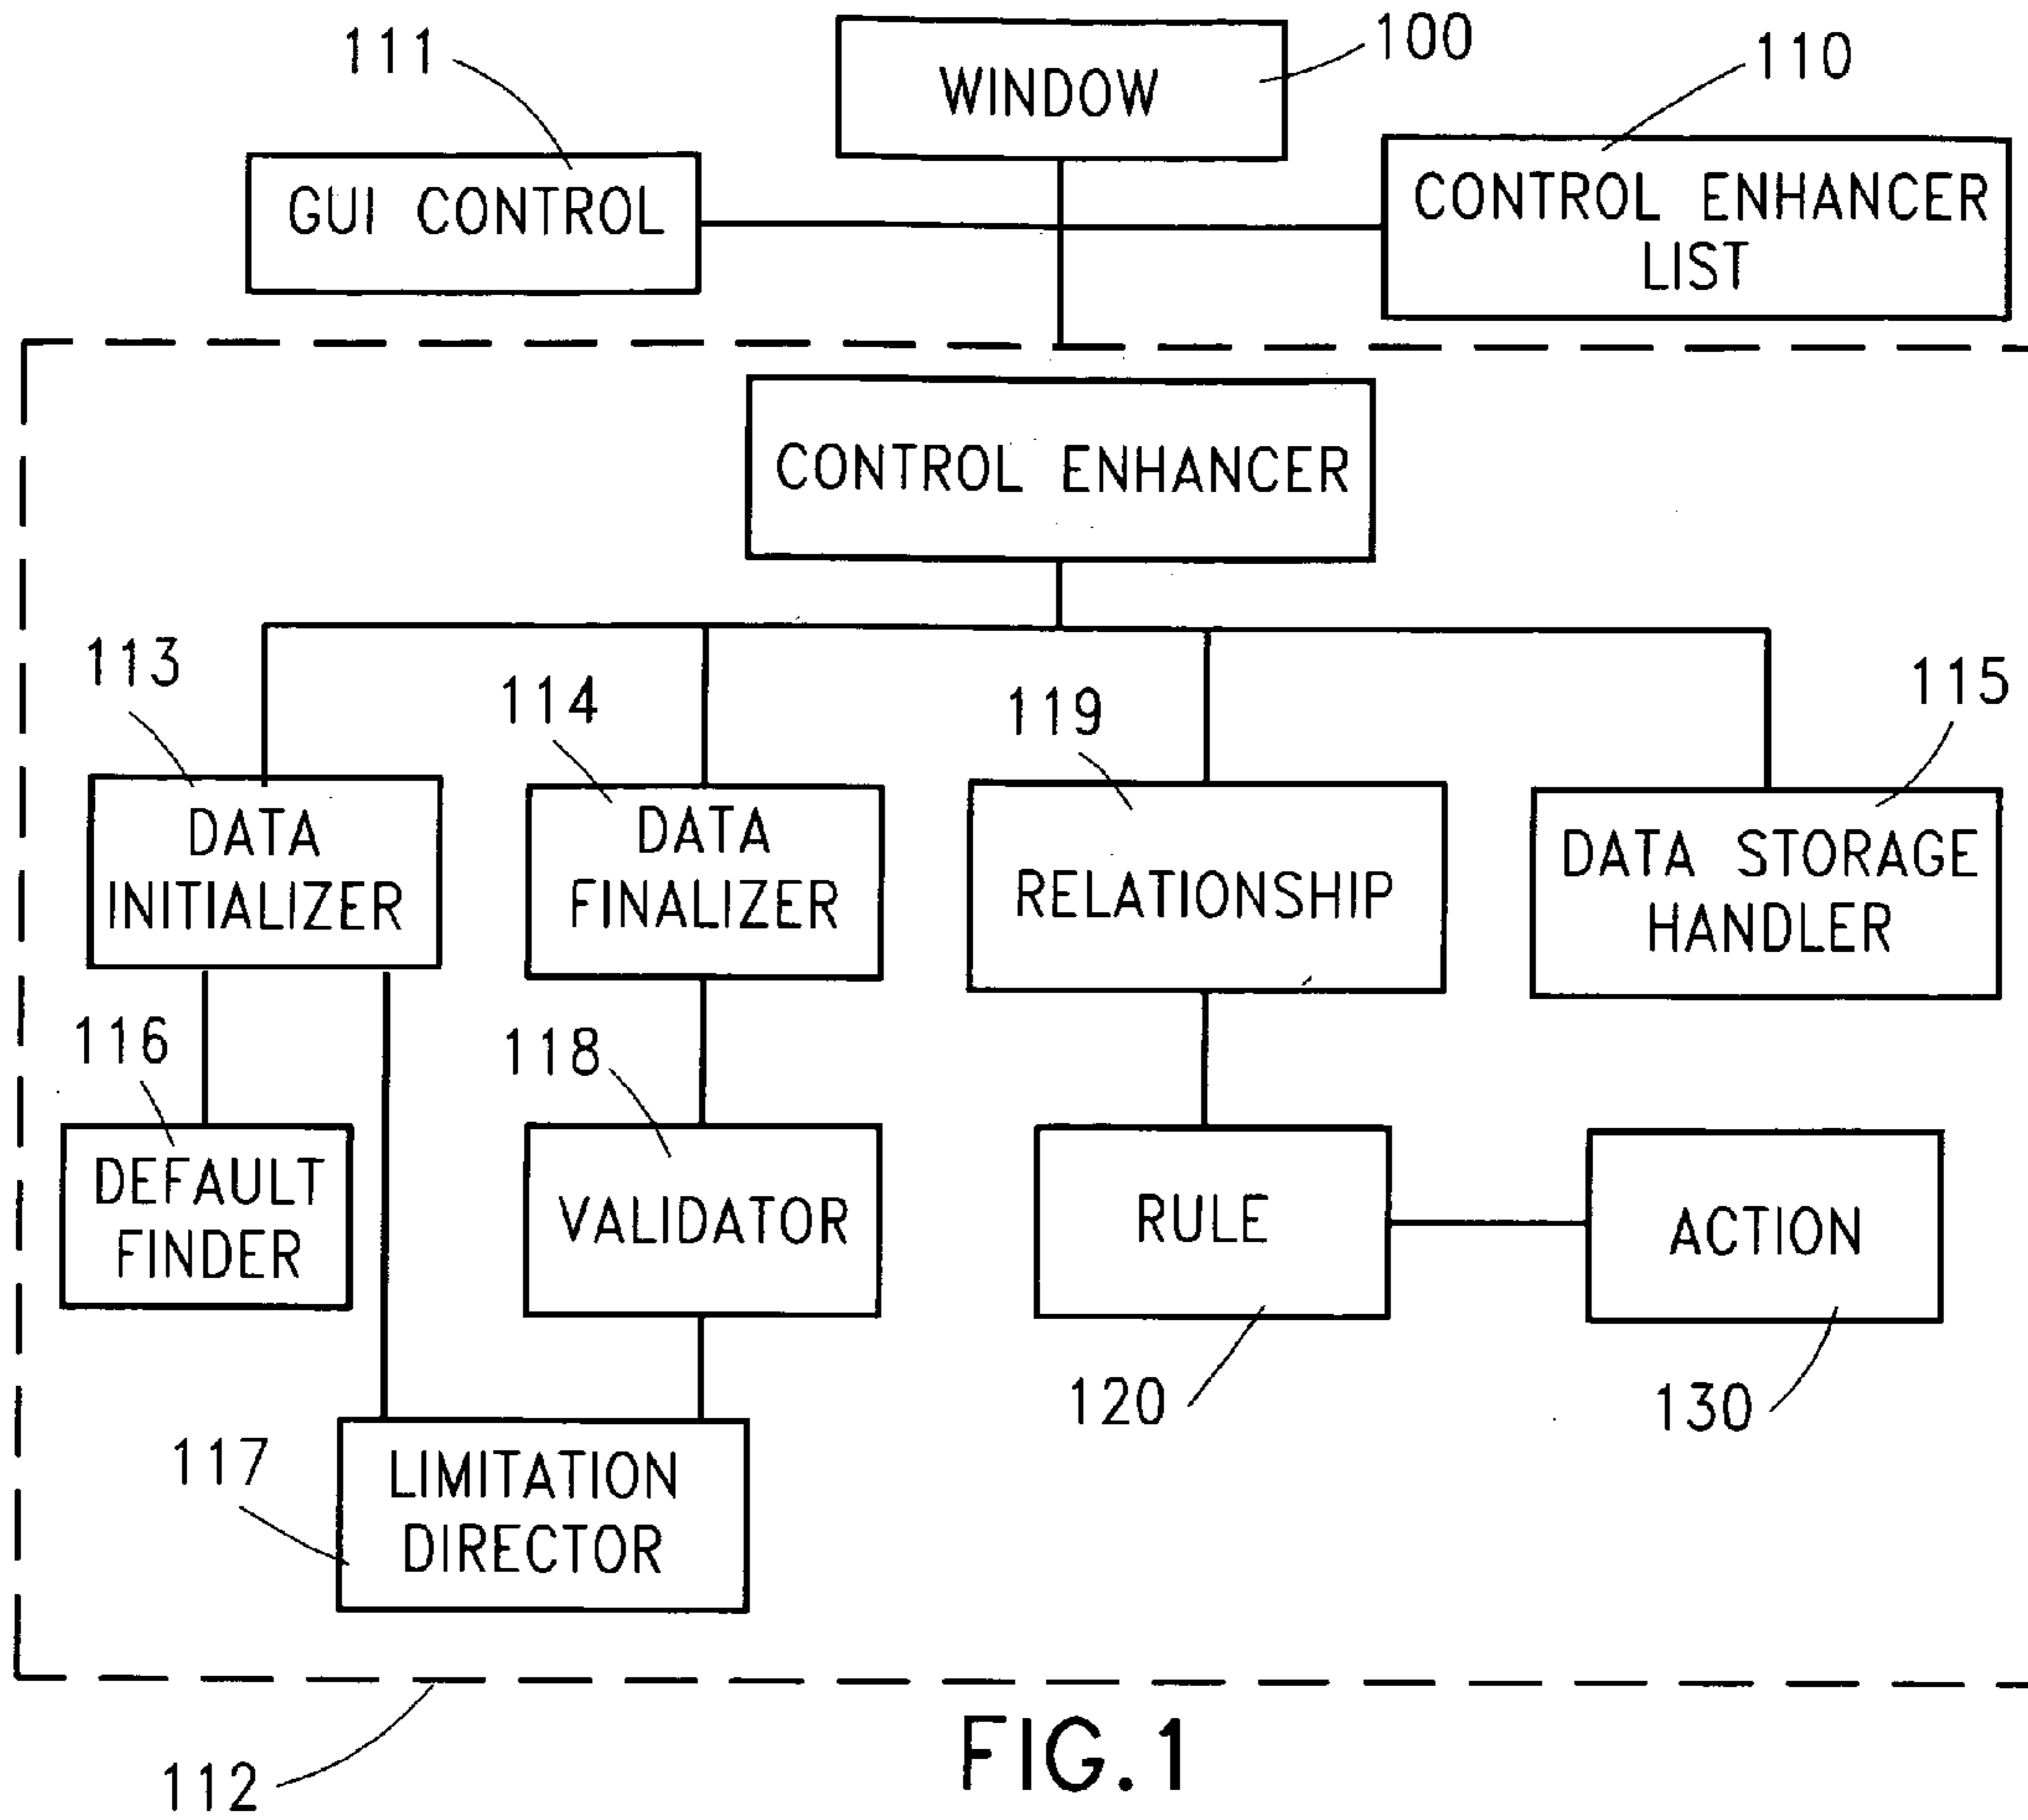 111
WINDOW
100
110
GUI CONTROL
CONTROL ENHANCER
LIST
CONTROL ENHANCER
113
114
119
115
DATA
INITIALIZER
DATA
FINALIZER
RELATIONSHIP
DATA STORAGE
HANDLER
116
118
DEFAULT
FINDER
VALIDATOR
RULE
ACTION
120
130
117
LIMITATION
DIRECTOR
112
FIG.1